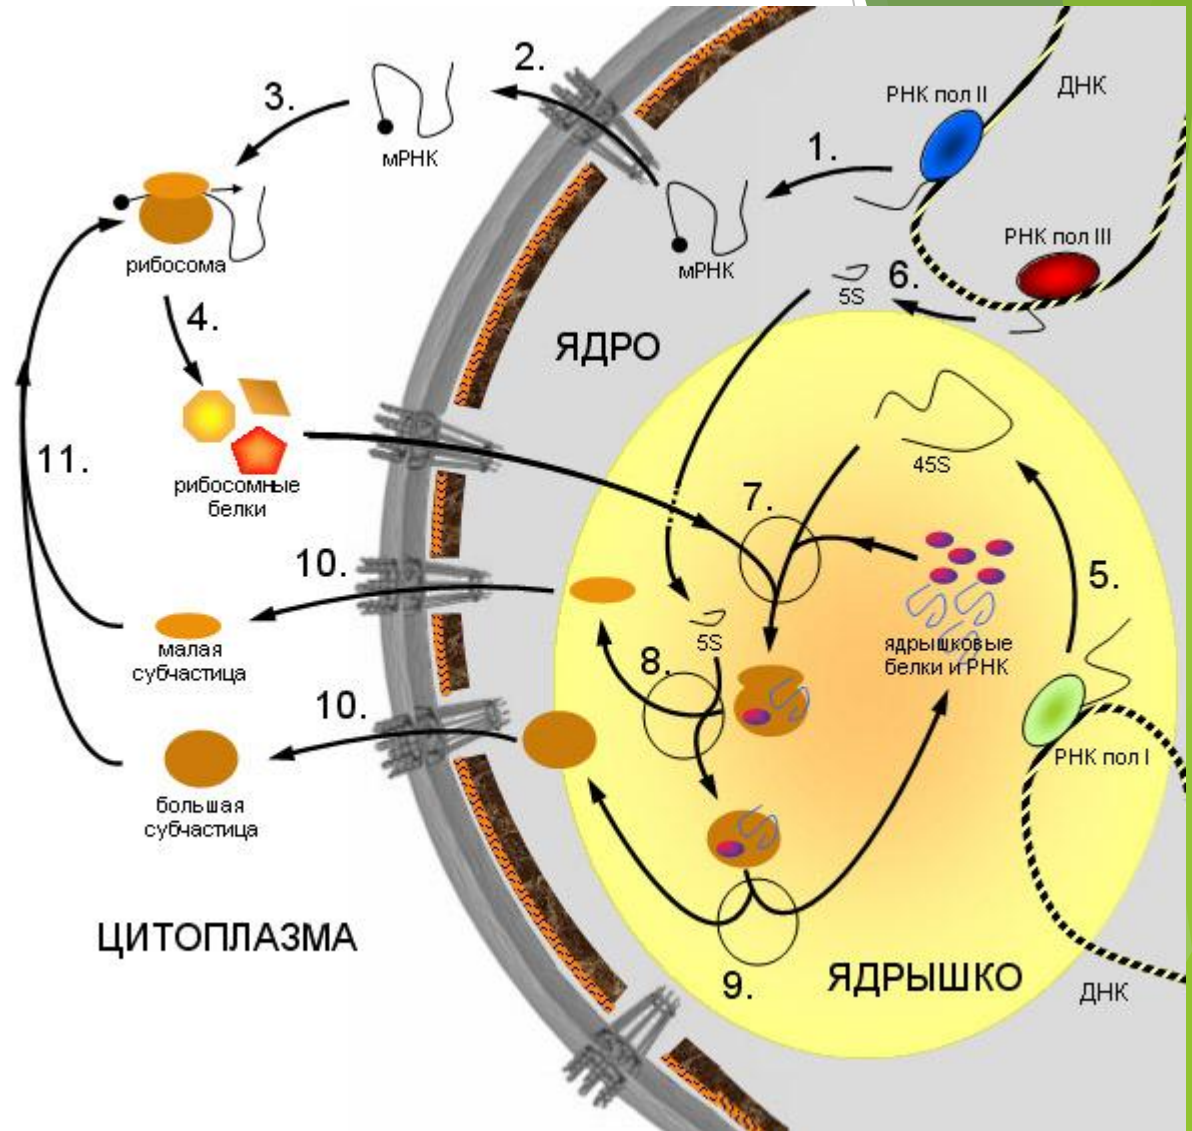 2.
3.
мРНК
РНК пол II
ДНК
1.
мРНК
РНК пол III
рибосома
6.
5S
4.
ЯДРО
45S
11.
рибосомные
белки
7.
10.
5.
5S
8.
ядрышковые
белки и РНК
малая
субчастица
10.
РНК пол I
большая
субчастица
ЦИТОПЛАЗМА
9.
ЯДРЫШКО
ДНК